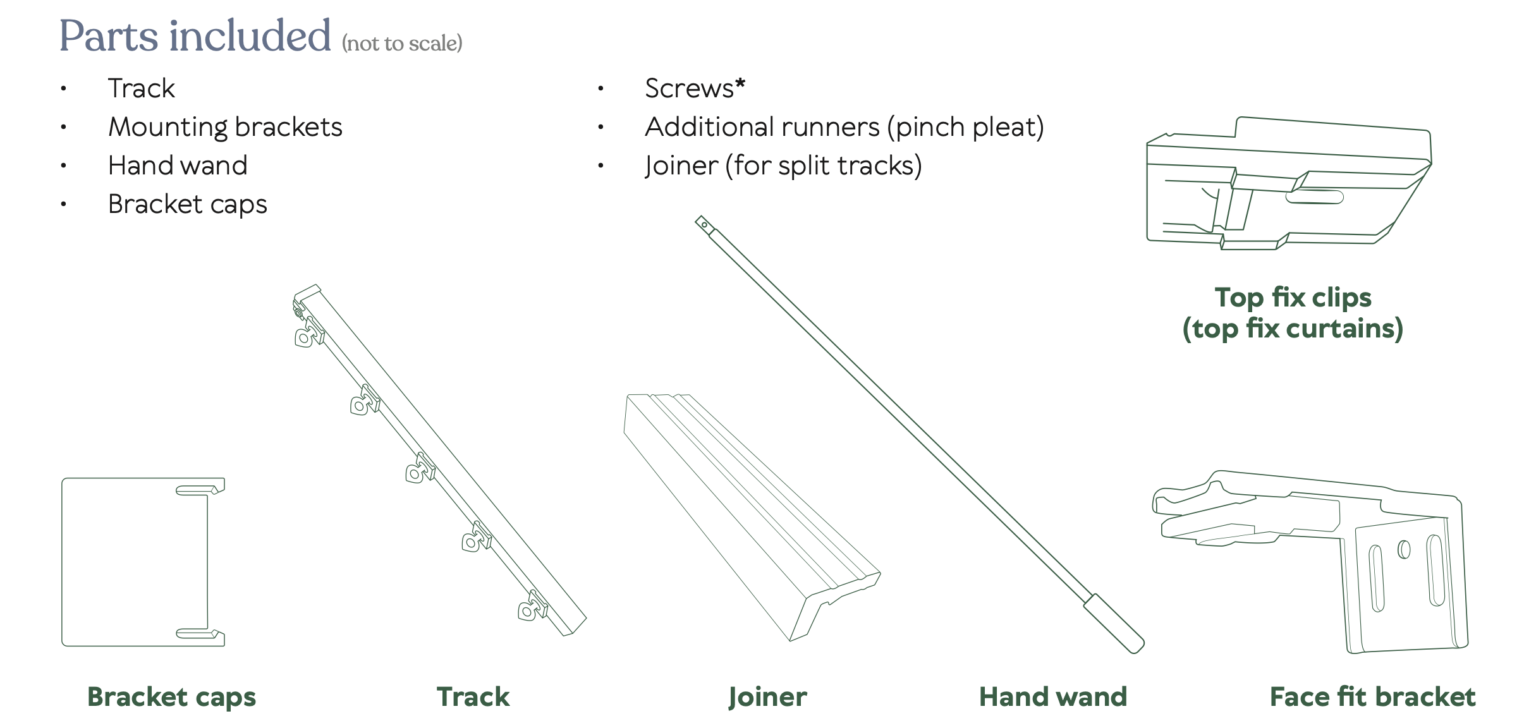 Parts included (not to scale)
• Track
• Mounting brackets
• Hand wand
• Bracket caps
• Screws*
• Additional runners (pinch pleat)
• Joiner (for split tracks)
Top fix clips
(top fix curtains)
Bracket caps
Track
Joiner
Hand wand
Face fit bracket